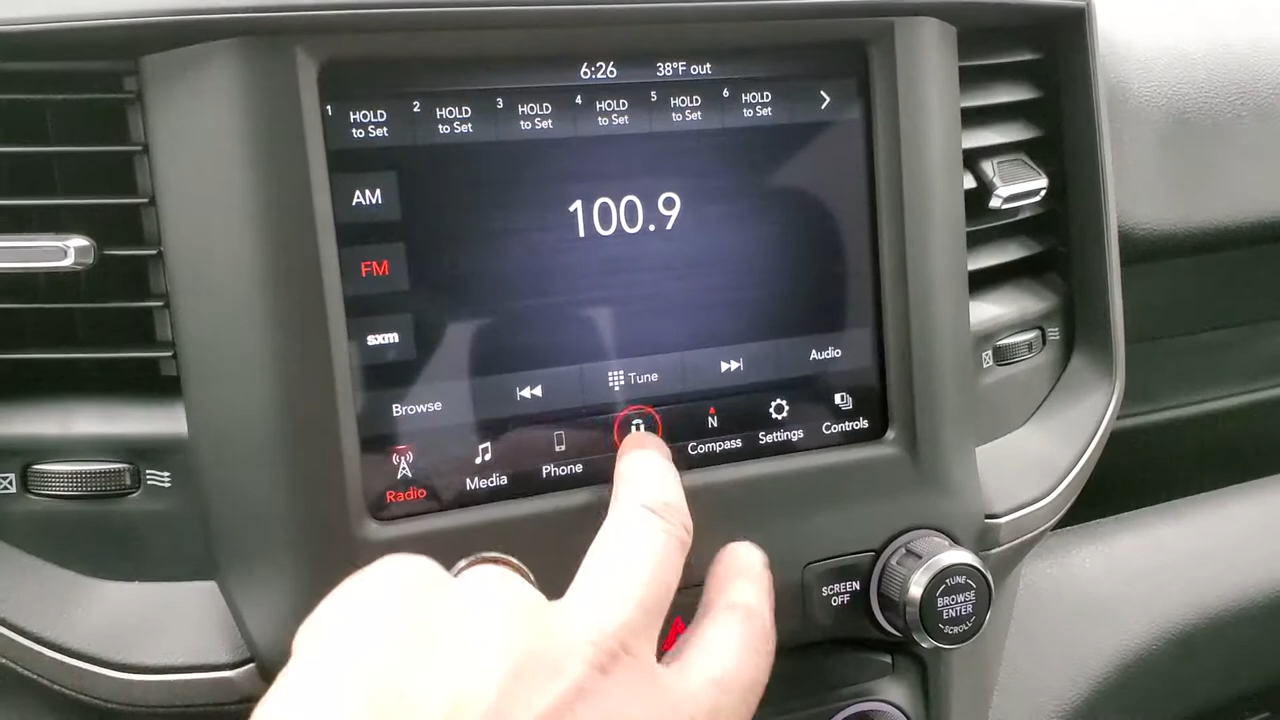 6:26 38°F out
1 HOLD to Set
2 HOLD to Set
3 HOLD to Set
4 HOLD to Set
5 HOLD to Set
6 HOLD to Set
AM
100.9
FM
sxm
Browse
Tune
Audio
Radio
Media
Phone
N
Compass
Settings
Controls
SCREEN
OFF
TUNE
BROWSE
ENTER
SCROLL